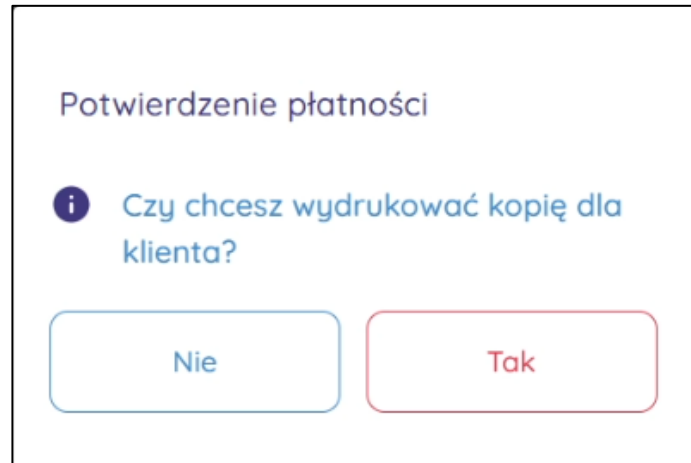 Potwierdzenie płatności
Czy chcesz wydrukować kopię dla
klienta?
Nie
Tak